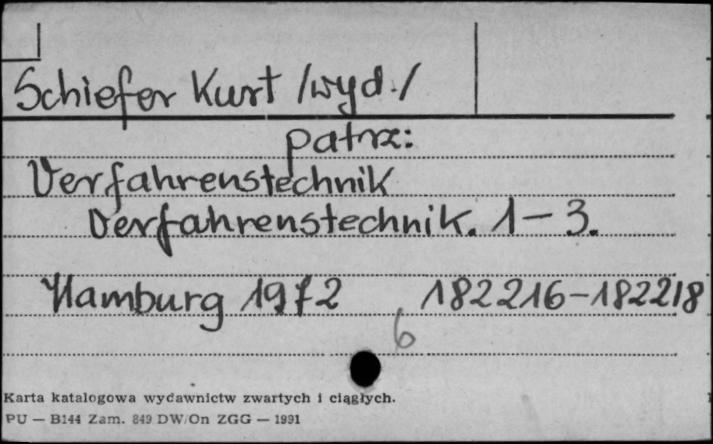 Schiefer Kurt /wyd./
patrz:
Verfahrenstechnik
Verfahrenstechnik. 1-3.
Hamburg 1972 182216-182218
6
Karta katalogowa wydawnictw zwartych i ciągłych.
PU — B144 Zam. 849 DW/On ZGG — 1991